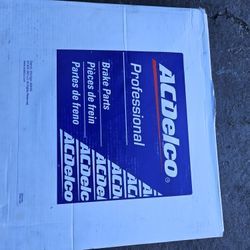 ACDelco®
Professional
Brake Parts
Pièces de frein
Partes de freno
ACDelco ACDelco ACDelco ACDelco